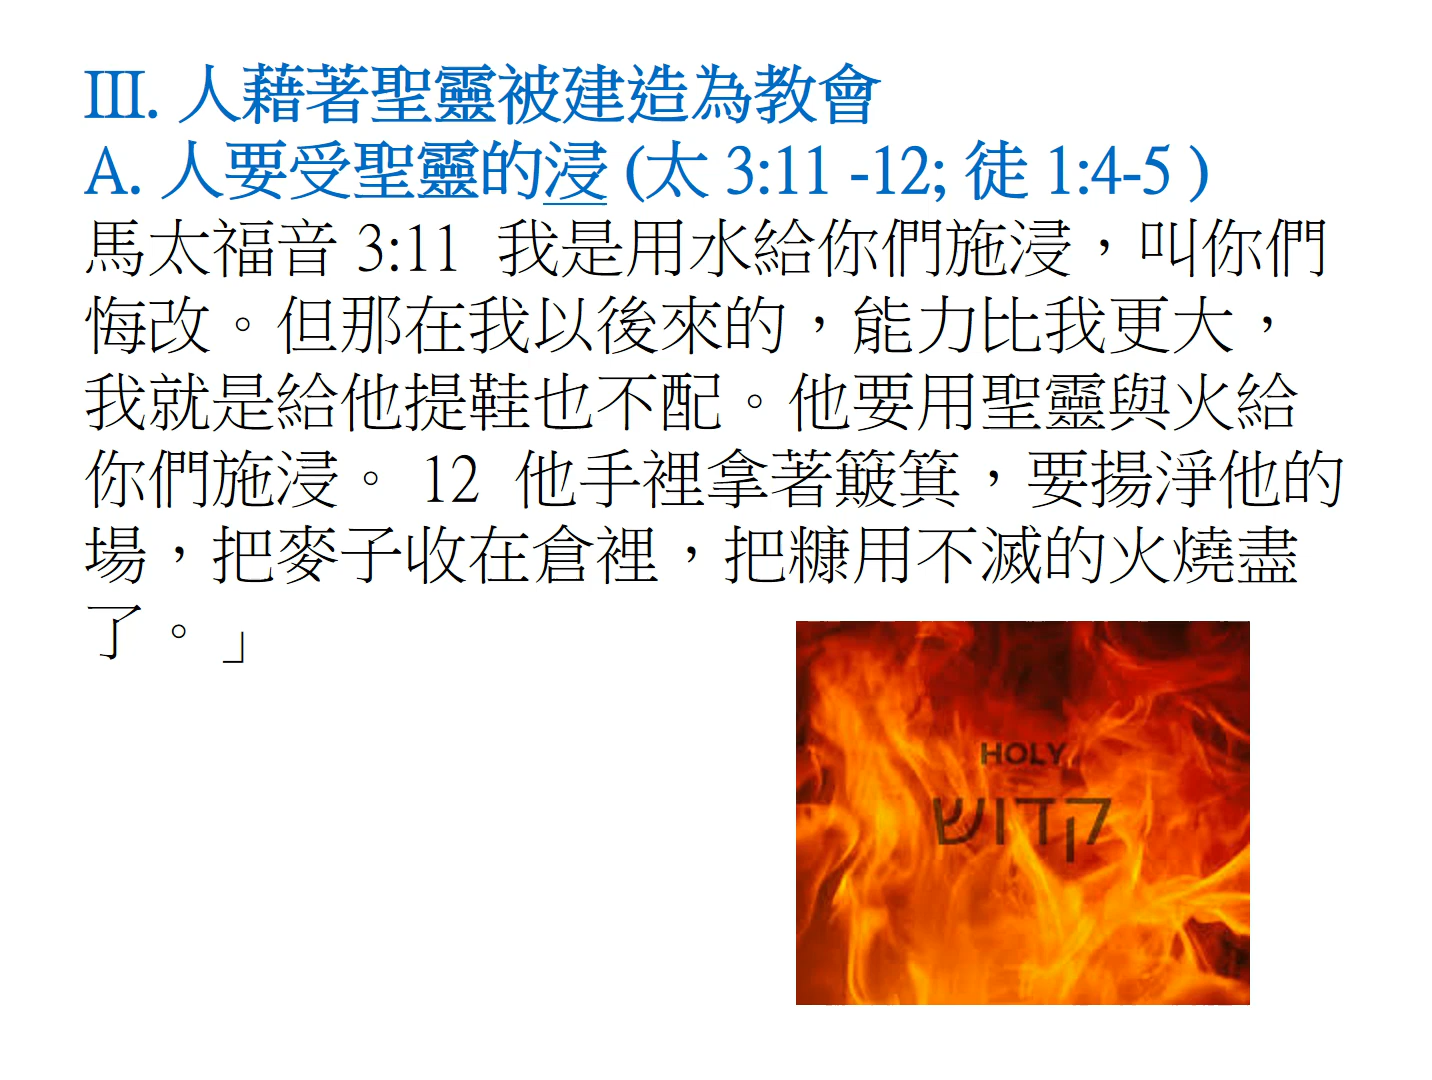 III. 人藉著聖靈被建造為教會
A. 人要受聖靈的浸 (太 3:11 -12; 徒 1:4-5 )
馬太福音 3:11 我是用水給你們施浸，叫你們
悔改。但那在我以後來的，能力比我更大，
我就是給他提鞋也不配。他要用聖靈與火給
你們施浸。 12 他手裡拿著簸箕，要揚淨他的
場，把麥子收在倉裡，把糠用不滅的火燒盡
了。」
HOLY
קדוש